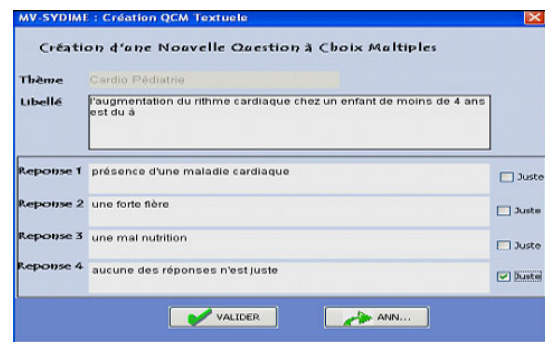 MV-SYDIME : Création QCM Textuele
Création d'une Nouvelle Question à Choix Multiples
Thème Cardio Pédiatrie
Libellé l'augmentation du rithme cardiaque chez un enfant de moins de 4 ans
est du à
Reponse 1 présence d'une maladie cardiaque Juste
Reponse 2 une forte fière Juste
Reponse 3 une mal nutrition Juste
Reponse 4 aucune des réponses n'est juste Juste
VALIDER ANN...